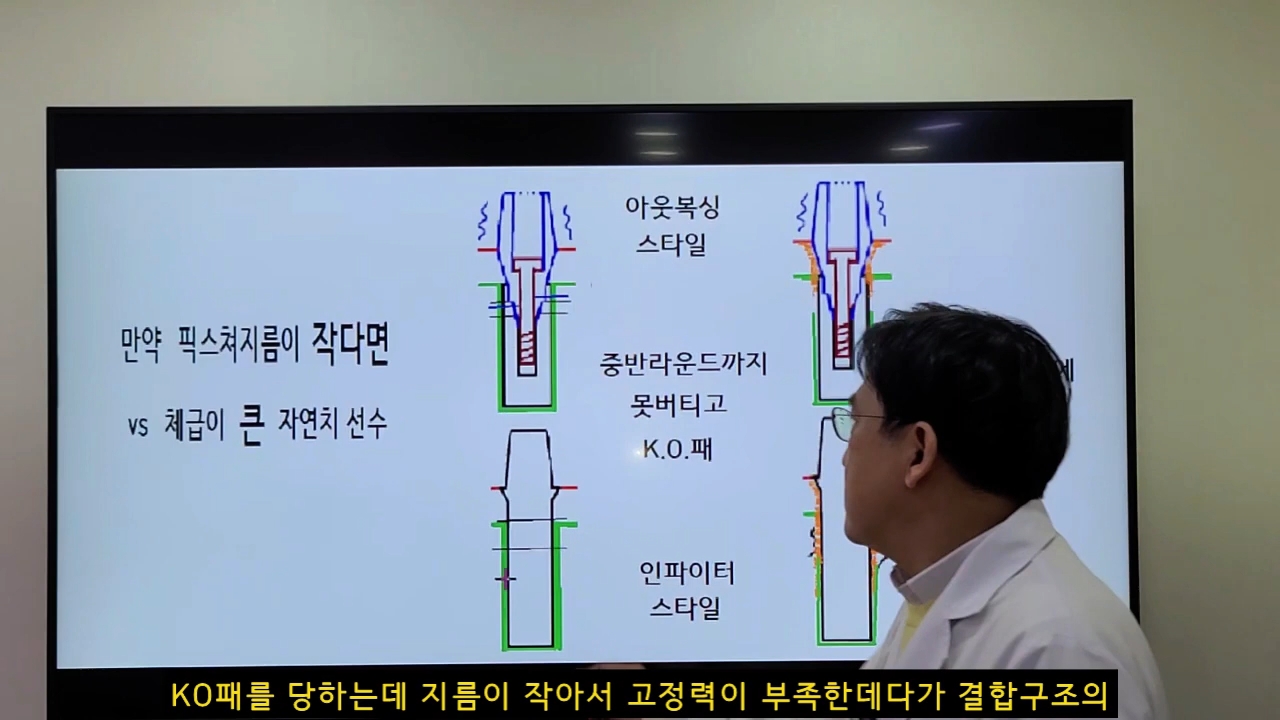 만약 픽스쳐지름이 작다면
vs 체급이 큰 자연치 선수
아웃복싱
스타일
중반라운드까지
못버티고
K.O.패
인파이터
스타일
에
KO패를 당하는데 지름이 작아서 고정력이 부족한데다가 결합구조의